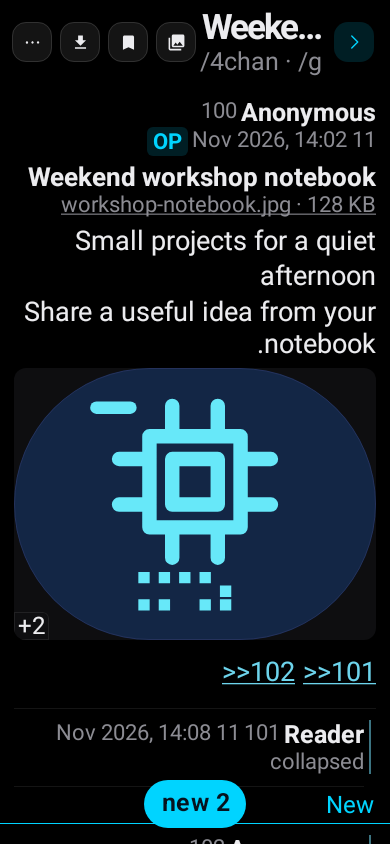 Weeke...
/4chan · /g
100 Anonymous
OP Nov 2026, 14:02 11
Weekend workshop notebook
workshop-notebook.jpg · 128 KB
Small projects for a quiet
afternoon
Share a useful idea from your
.notebook
+2
>>102 >>101
Nov 2026, 14:08 11 101 Reader
collapsed
new 2
New